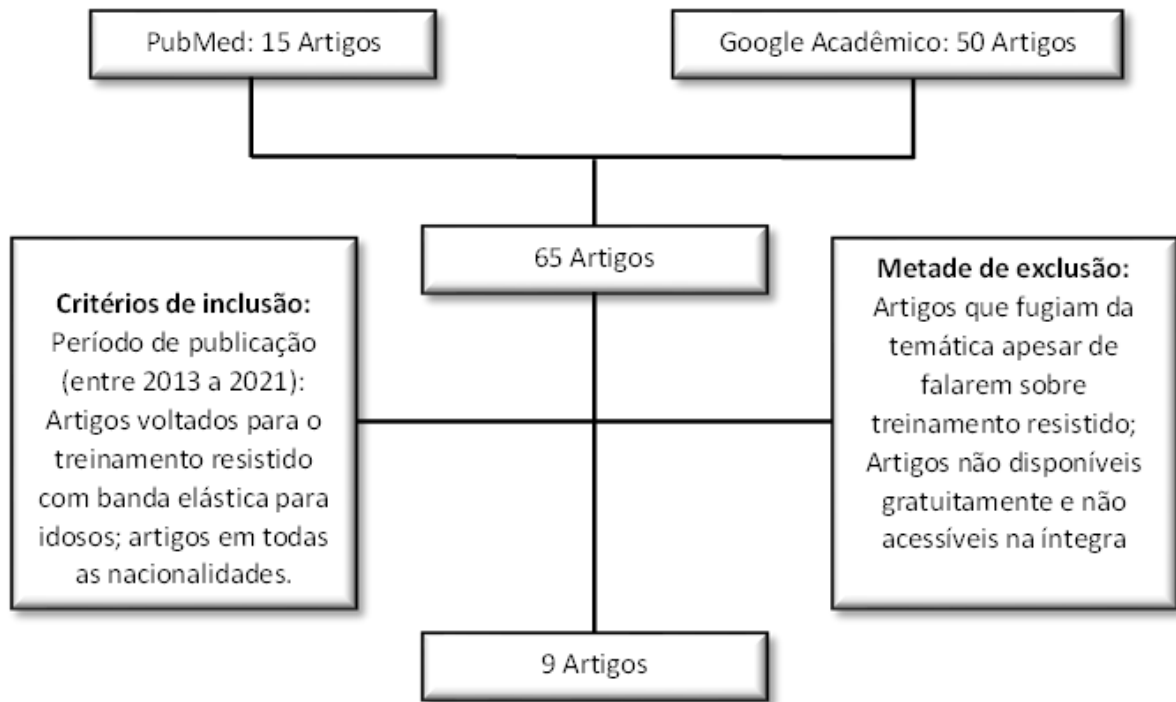 PubMed: 15 Artigos
Google Acadêmico: 50 Artigos
65 Artigos
Critérios de inclusão:
Período de publicação
(entre 2013 a 2021):
Artigos voltados para o
treinamento resistido
com banda elástica para
idosos; artigos em todas
as nacionalidades.
Metade de exclusão:
Artigos que fugiam da
temática apesar de
falarem sobre
treinamento resistido;
Artigos não disponíveis
gratuitamente e não
acessíveis na íntegra
9 Artigos